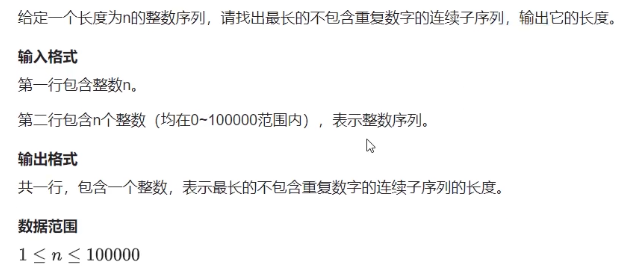 给定一个长度为n的整数序列，请找出最长的不包含重复数字的连续子序列，输出它的长度。
输入格式
第一行包含整数n。
第二行包含n个整数（均在0~100000范围内），表示整数序列。
输出格式
共一行，包含一个整数，表示最长的不包含重复数字的连续子序列的长度。
数据范围
1 ≤ n ≤ 100000